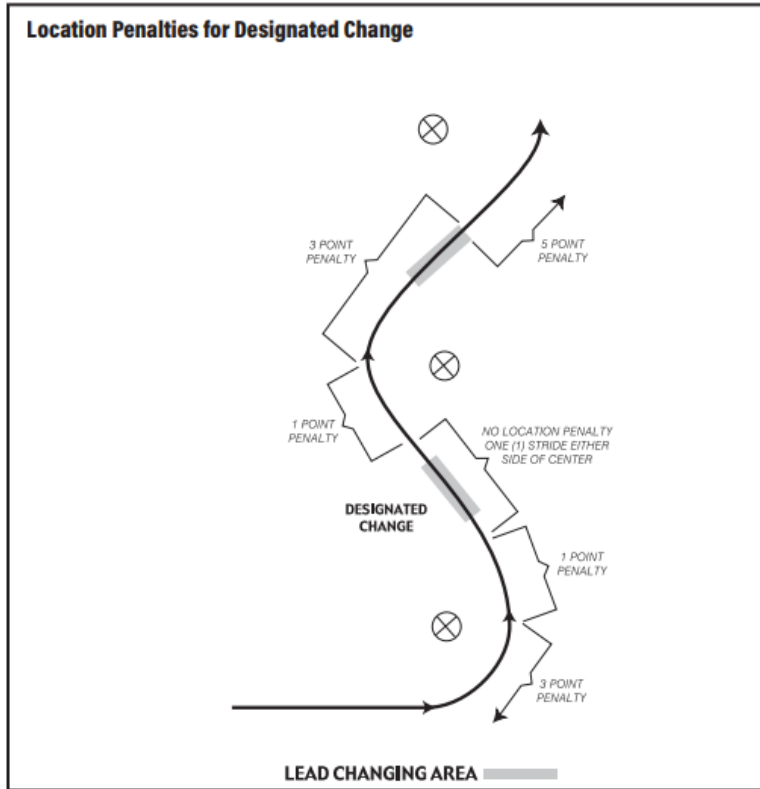 Location Penalties for Designated Change
3 POINT
PENALTY
5 POINT
PENALTY
1 POINT
PENALTY
NO LOCATION PENALTY
ONE (1) STRIDE EITHER
SIDE OF CENTER
DESIGNATED
CHANGE
1 POINT
PENALTY
3 POINT
PENALTY
LEAD CHANGING AREA